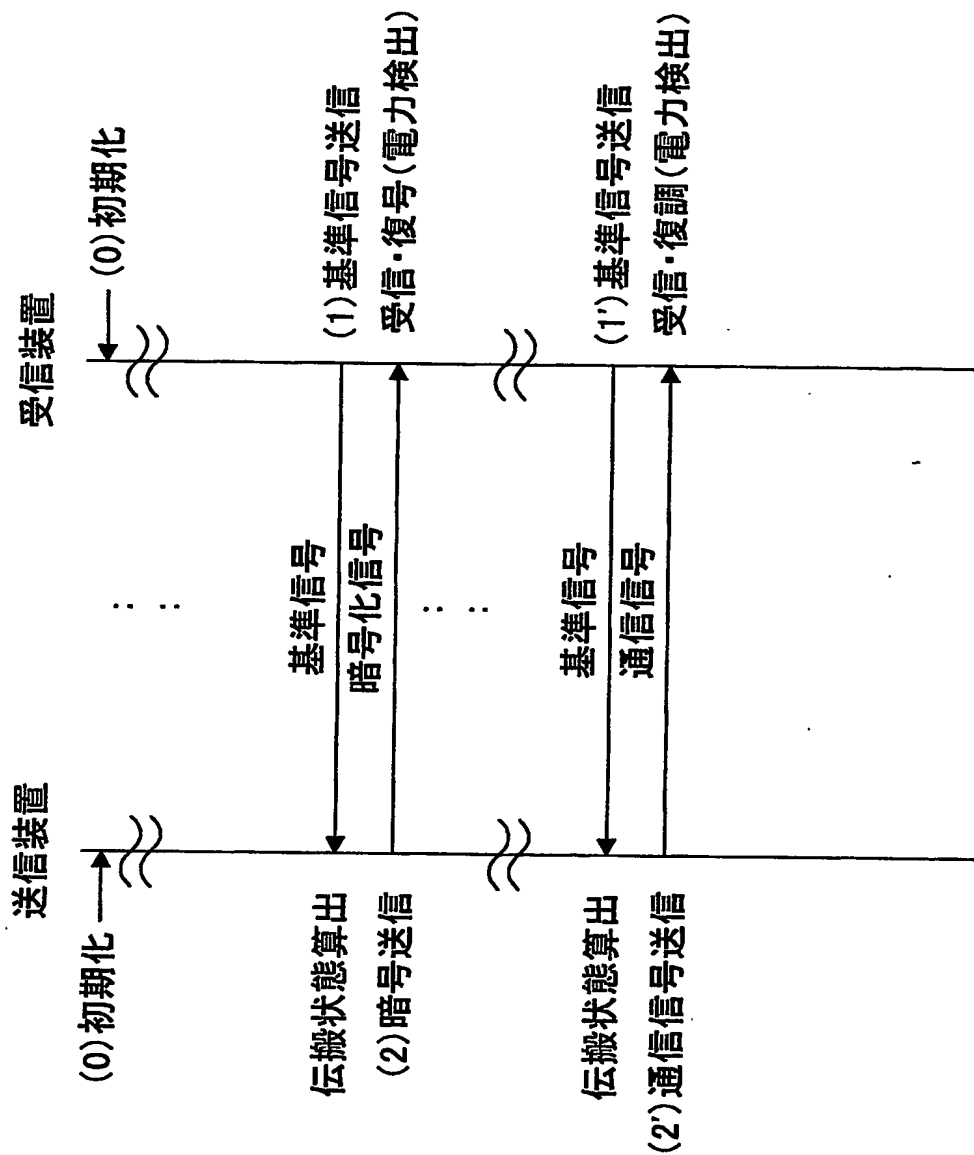 送信装置
受信装置
(0)初期化
(0)初期化
基準信号
伝搬状態算出
(1)基準信号送信
暗号化信号
(2)暗号送信
受信・復号(電力検出)
基準信号
伝搬状態算出
(1')基準信号送信
通信信号
(2')通信信号送信
受信・復調(電力検出)